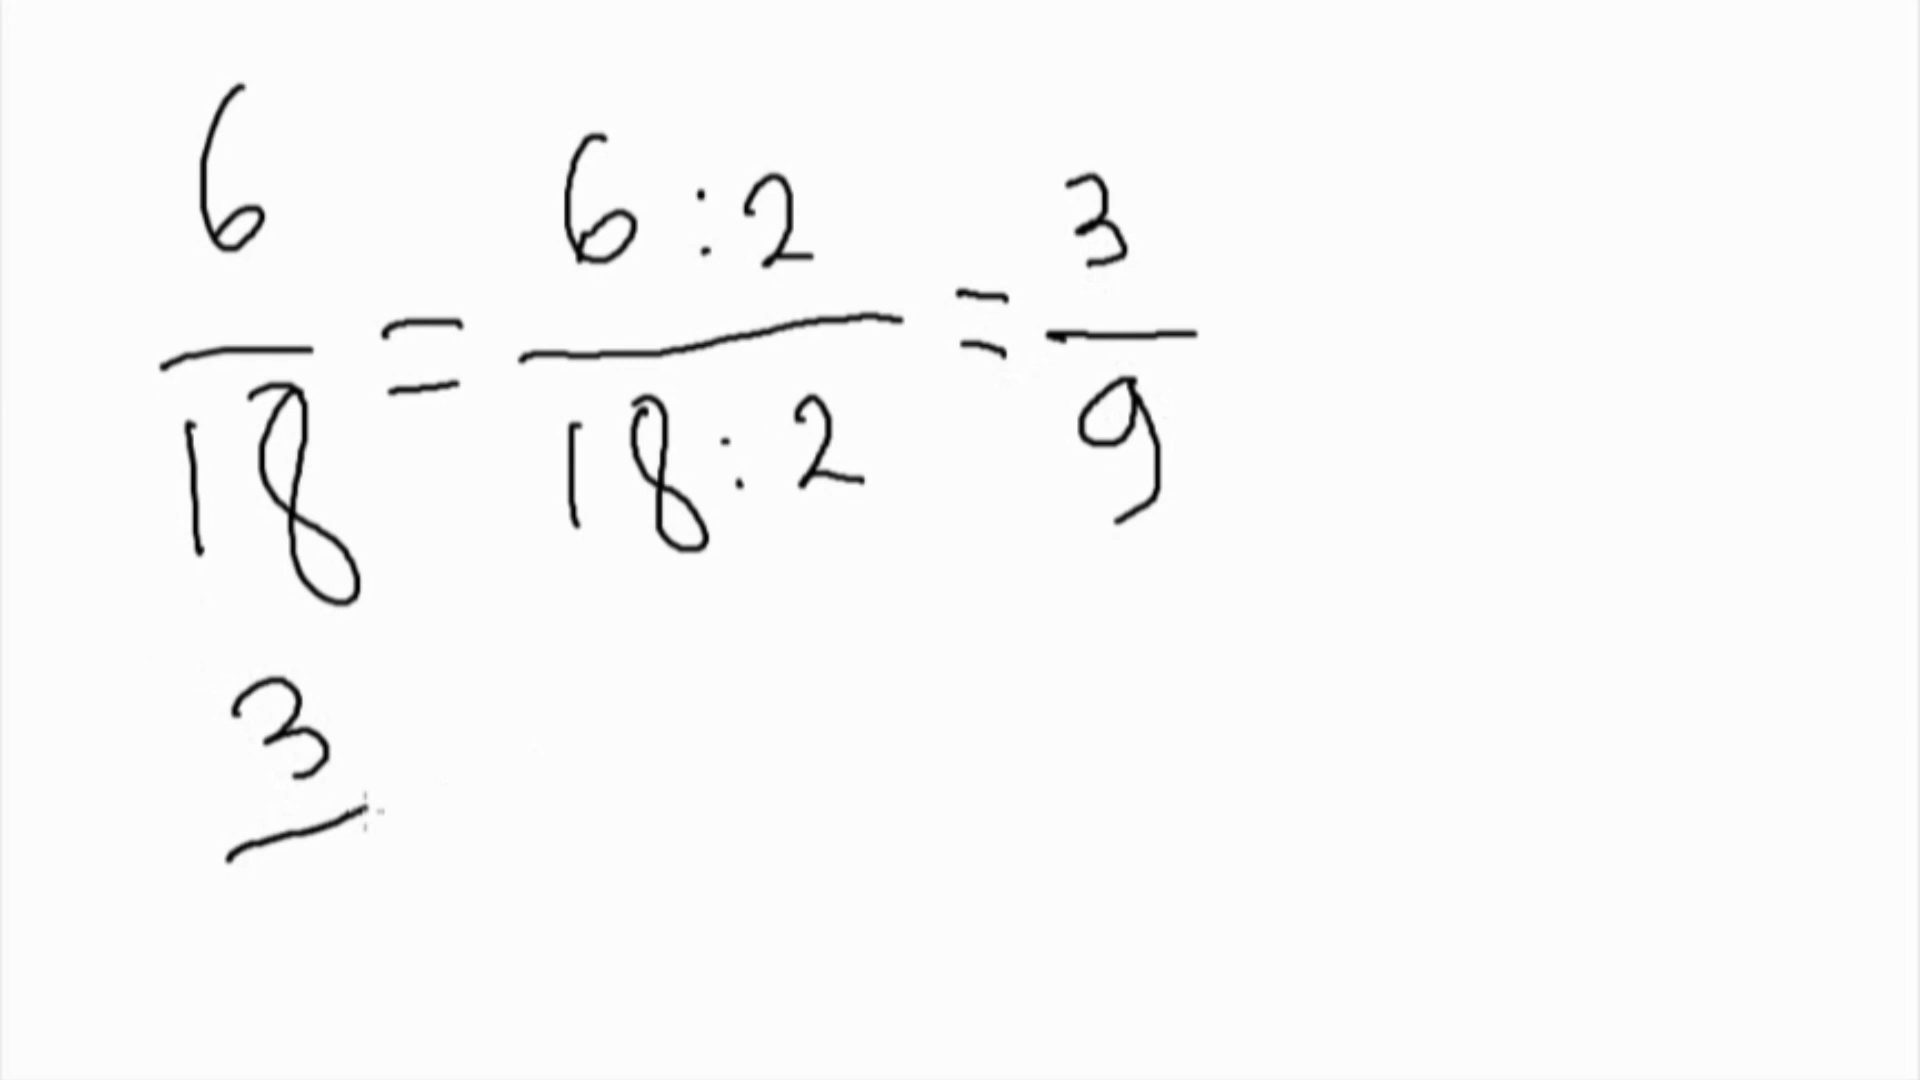 6/18 = 6:2/18:2 = 3/9
3/